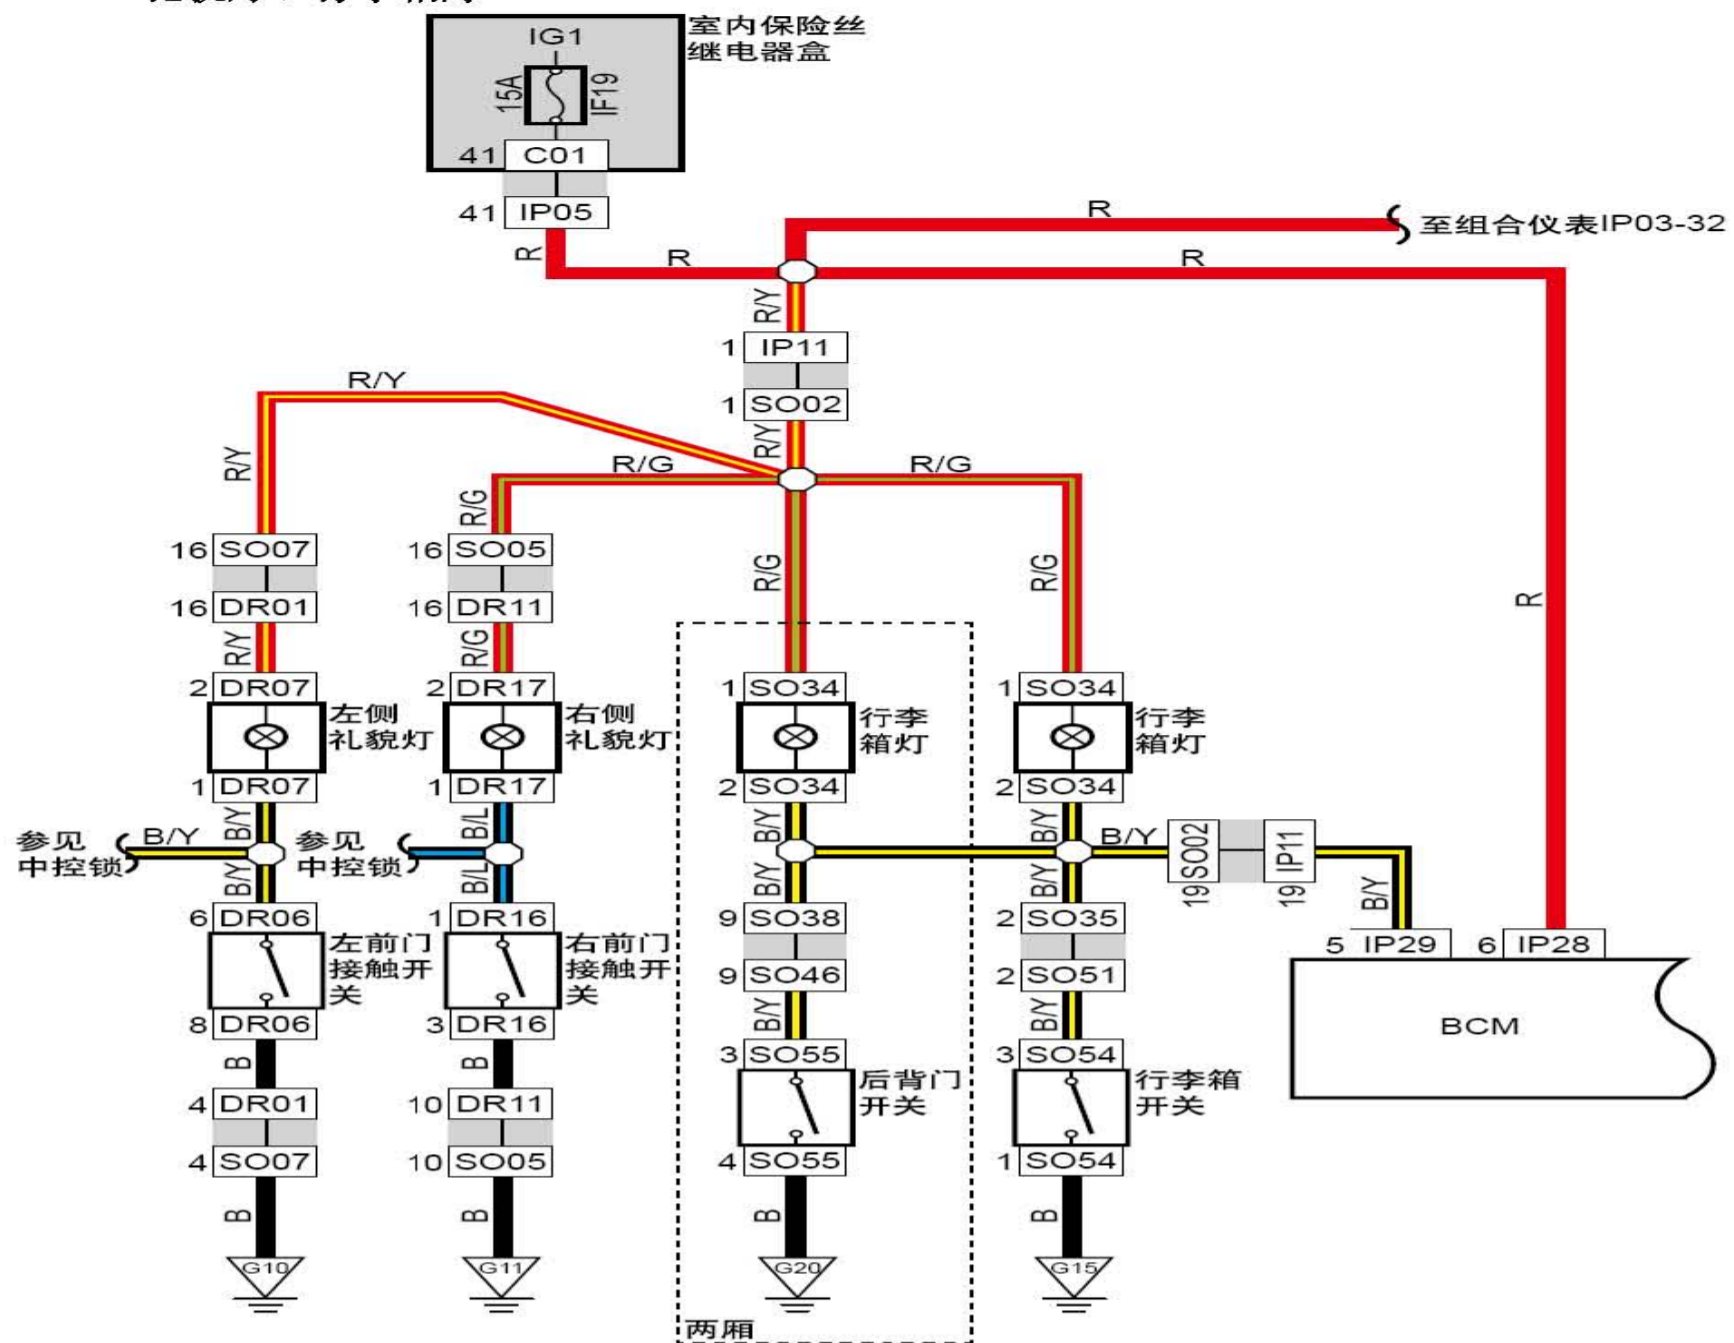 IG1
室内保险丝
继电器盒
15A
IF19
41 C01
41 IP05
R
R
R
R
至组合仪表IP03-32
R/Y
1 IP11
1 SO02
R/Y
R/Y
R/Y
R/G
R/G
R/G
R/G
R/G
R
16 SO07
16 SO05
16 DR01
16 DR11
R/Y
R/G
2 DR07
2 DR17
1 SO34
1 SO34
左侧
礼貌灯
右侧
礼貌灯
行李
箱灯
行李
箱灯
1 DR07
1 DR17
2 SO34
2 SO34
B/Y
B/L
B/Y
B/Y
参见
中控锁
B/Y
参见
中控锁
B/Y
19 SO02
19 IP11
B/Y
B/L
B/Y
B/Y
B/Y
6 DR06
1 DR16
9 SO38
2 SO35
5 IP29
6 IP28
左前门
接触开
关
右前门
接触开
关
9 SO46
2 SO51
BCM
8 DR06
3 DR16
B/Y
B/Y
B
B
3 SO55
3 SO54
后背门
开关
行李箱
开关
4 DR01
10 DR11
4 SO07
10 SO05
4 SO55
1 SO54
B
B
B
B
G10
G11
G20
G15
两厢